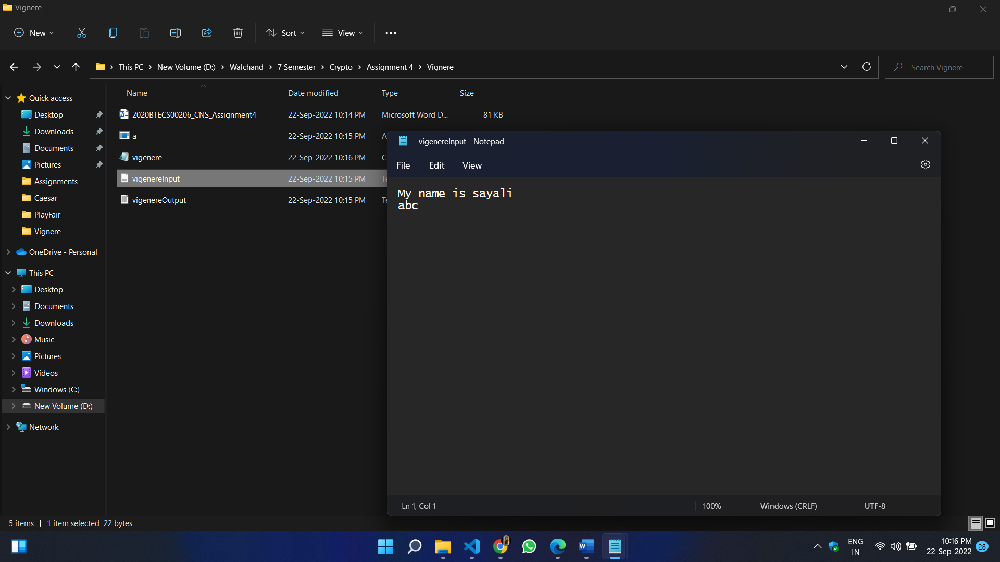 Vignere
New
Sort
View
This PC
New Volume (D:)
Walchand
7 Semester
Crypto
Assignment 4
Vignere
Search Vignere
Name
Date modified
Type
Size
Quick access
Desktop
Downloads
Documents
Pictures
Assignments
Caesar
PlayFair
Vignere
OneDrive - Personal
This PC
Desktop
Documents
Downloads
Music
Pictures
Videos
Windows (C:)
New Volume (D:)
Network
2020BTECS00206_CNS_Assignment4 22-Sep-2022 10:14 PM Microsoft Word D... 81 KB
a 22-Sep-2022 10:15 PM
vigenere 22-Sep-2022 10:16 PM
vigenereInput 22-Sep-2022 10:15 PM
vigenereOutput 22-Sep-2022 10:15 PM
vigenereInput - Notepad
File Edit View
My name is sayali
abc
Ln 1, Col 1
100%
Windows (CRLF)
UTF-8
5 items
1 item selected 22 bytes
ENG
IN
10:16 PM
22-Sep-2022
28